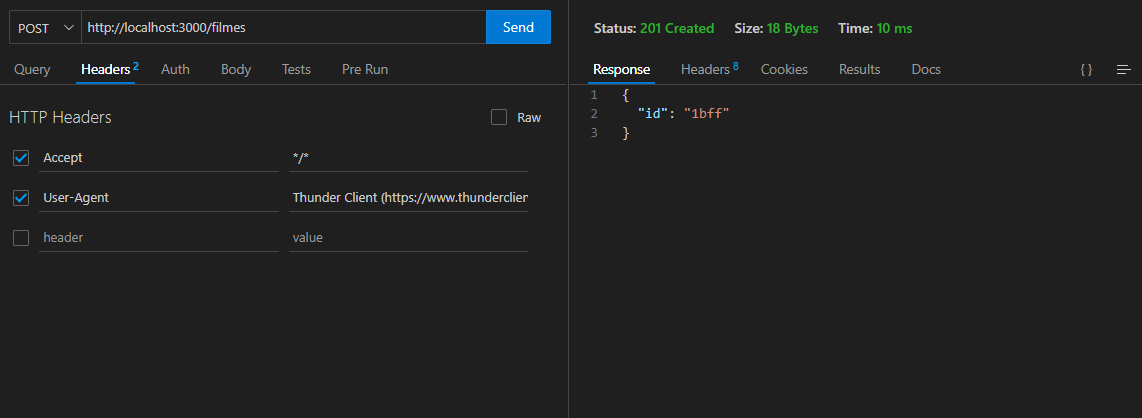 POST http://localhost:3000/filmes Send
Query Headers 2 Auth Body Tests Pre Run
HTTP Headers Raw
Accept */*
User-Agent Thunder Client (https://www.thunderclien
header value
Status: 201 Created Size: 18 Bytes Time: 10 ms
Response Headers 8 Cookies Results Docs { }
1 {
2 "id": "1bff"
3 }